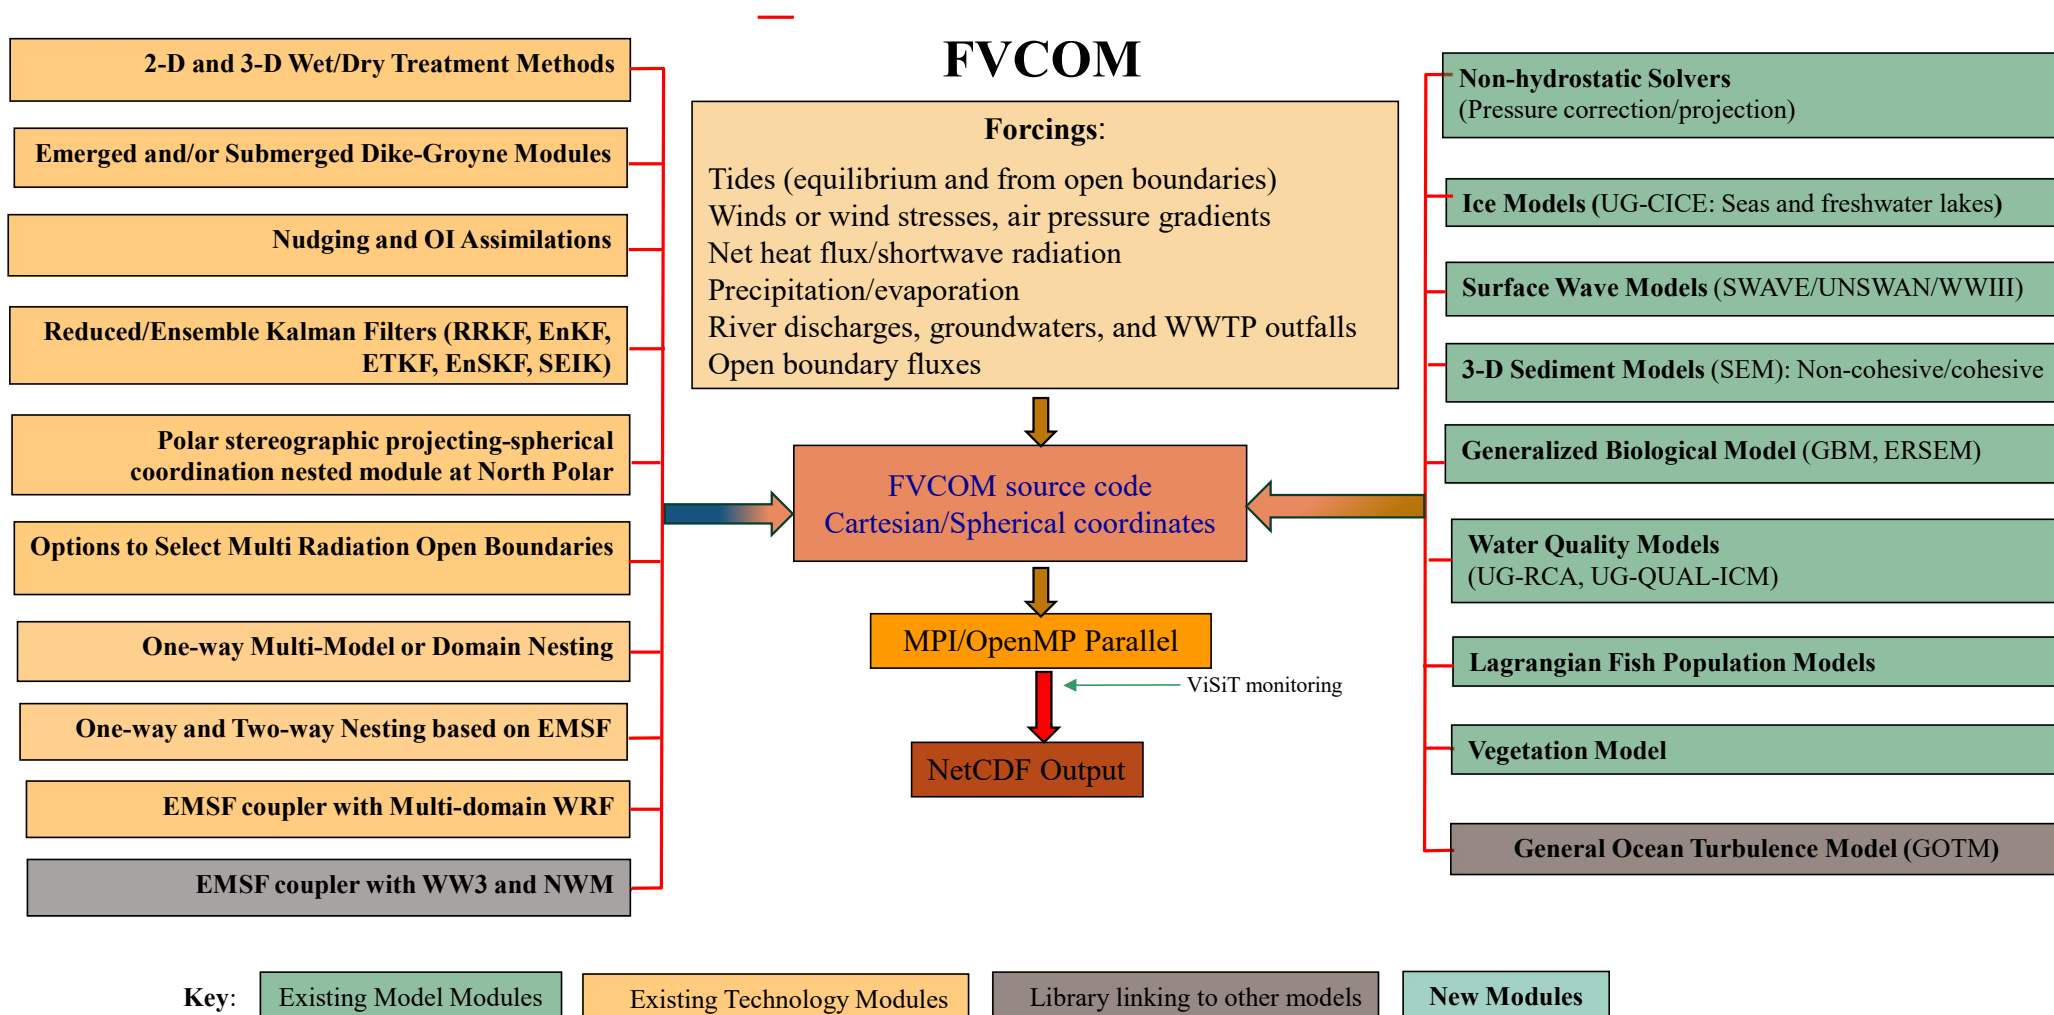 FVCOM
2-D and 3-D Wet/Dry Treatment Methods
Emerged and/or Submerged Dike-Groyne Modules
Nudging and OI Assimilations
Reduced/Ensemble Kalman Filters (RRKF, EnKF,
ETKF, EnSKF, SEIK)
Polar stereographic projecting-spherical
coordination nested module at North Polar
Options to Select Multi Radiation Open Boundaries
One-way Multi-Model or Domain Nesting
One-way and Two-way Nesting based on EMSF
EMSF coupler with Multi-domain WRF
EMSF coupler with WW3 and NWM
Forcings:
Tides (equilibrium and from open boundaries)
Winds or wind stresses, air pressure gradients
Net heat flux/shortwave radiation
Precipitation/evaporation
River discharges, groundwaters, and WWTP outfalls
Open boundary fluxes
FVCOM source code
Cartesian/Spherical coordinates
MPI/OpenMP Parallel
ViSiT monitoring
NetCDF Output
Non-hydrostatic Solvers
(Pressure correction/projection)
Ice Models (UG-CICE: Seas and freshwater lakes)
Surface Wave Models (SWAVE/UNSWAN/WWIII)
3-D Sediment Models (SEM): Non-cohesive/cohesive
Generalized Biological Model (GBM, ERSEM)
Water Quality Models
(UG-RCA, UG-QUAL-ICM)
Lagrangian Fish Population Models
Vegetation Model
General Ocean Turbulence Model (GOTM)
Key:
Existing Model Modules
Existing Technology Modules
Library linking to other models
New Modules